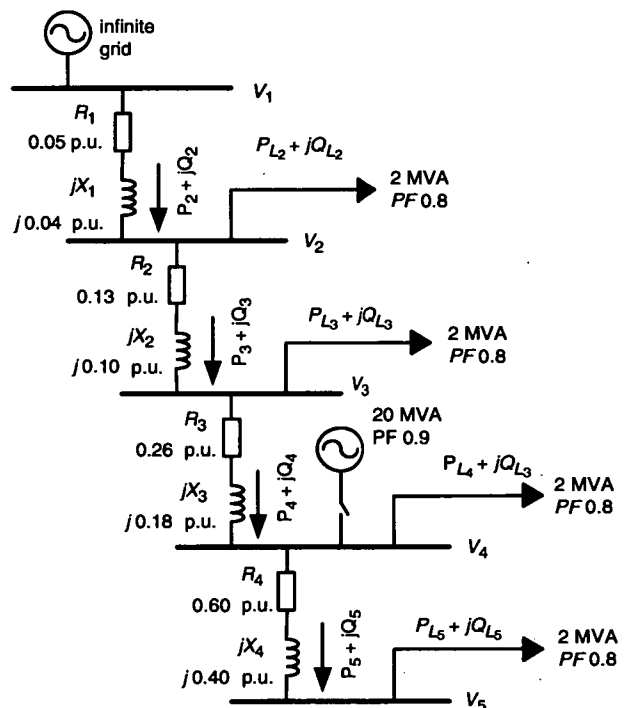 infinite
grid
V1
R1
0.05 p.u.
jX1
j 0.04 p.u.
P2 + jQ2
PL2 + jQL2
2 MVA
PF 0.8
V2
R2
0.13 p.u.
jX2
j 0.10 p.u.
P3 + jQ3
PL3 + jQL3
2 MVA
PF 0.8
V3
R3
0.26 p.u.
jX3
j 0.18 p.u.
P4 + jQ4
20 MVA
PF 0.9
PL4 + jQL3
2 MVA
PF 0.8
V4
R4
0.60 p.u.
jX4
j 0.40 p.u.
P5 + jQ5
PL5 + jQL5
2 MVA
PF 0.8
V5